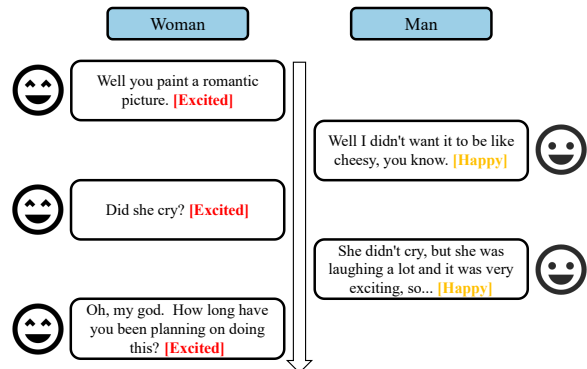 Woman
Man
Well you paint a romantic
picture. [Excited]
Well I didn't want it to be like
cheesy, you know. [Happy]
Did she cry? [Excited]
She didn't cry, but she was
laughing a lot and it was very
exciting, so... [Happy]
Oh, my god.  How long have
you been planning on doing
this? [Excited]